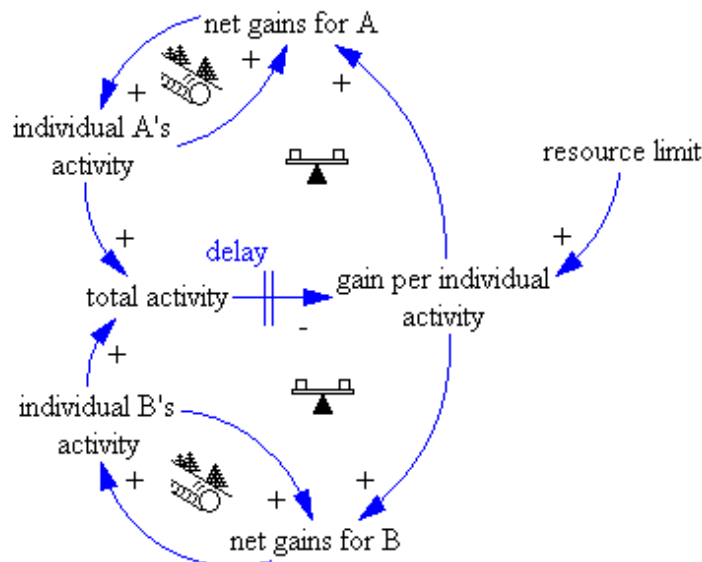 net gains for A
+
+
+
individual A's
activity
resource limit
+
+
delay
total activity
gain per individual
activity
-
+
individual B's
activity
+
+
+
net gains for B